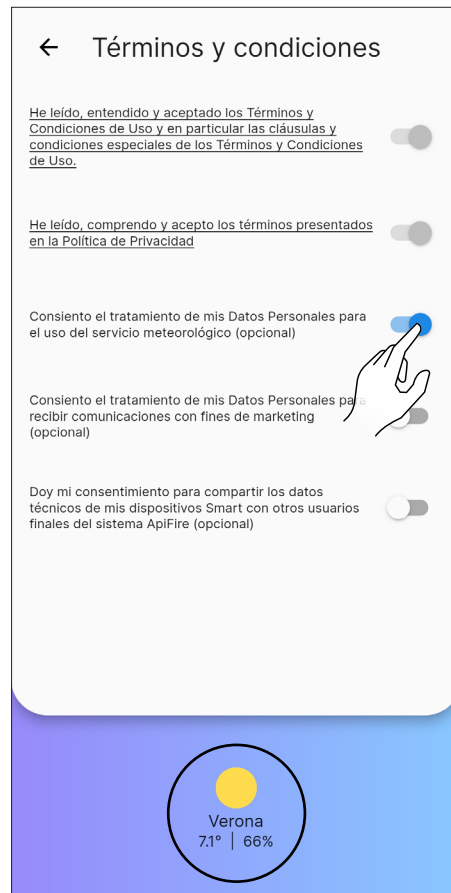 Términos y condiciones
He leído, entendido y aceptado los Términos y
Condiciones de Uso y en particular las cláusulas y
condiciones especiales de los Términos y Condiciones
de Uso.
He leído, comprendo y acepto los términos presentados
en la Política de Privacidad
Consiento el tratamiento de mis Datos Personales para
el uso del servicio meteorológico (opcional)
Consiento el tratamiento de mis Datos Personales para
recibir comunicaciones con fines de marketing
(opcional)
Doy mi consentimiento para compartir los datos
técnicos de mis dispositivos Smart con otros usuarios
finales del sistema ApiFire (opcional)
Verona
7.1° | 66%